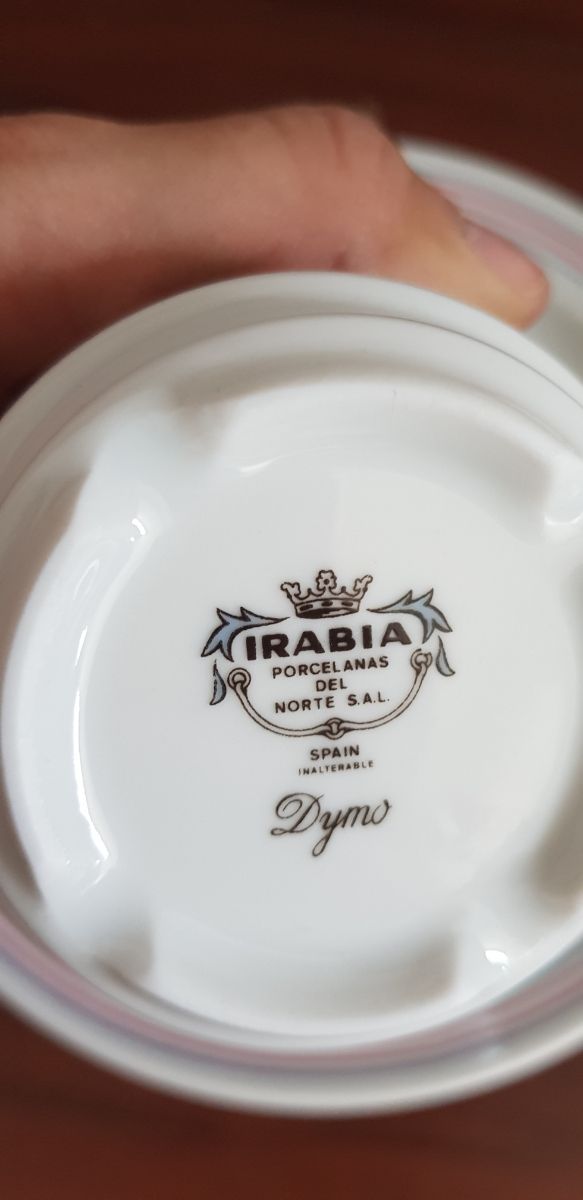 IRABIA
PORCELANAS
DEL
NORTE S.A.L.
SPAIN
INALTERABLE
Dymo